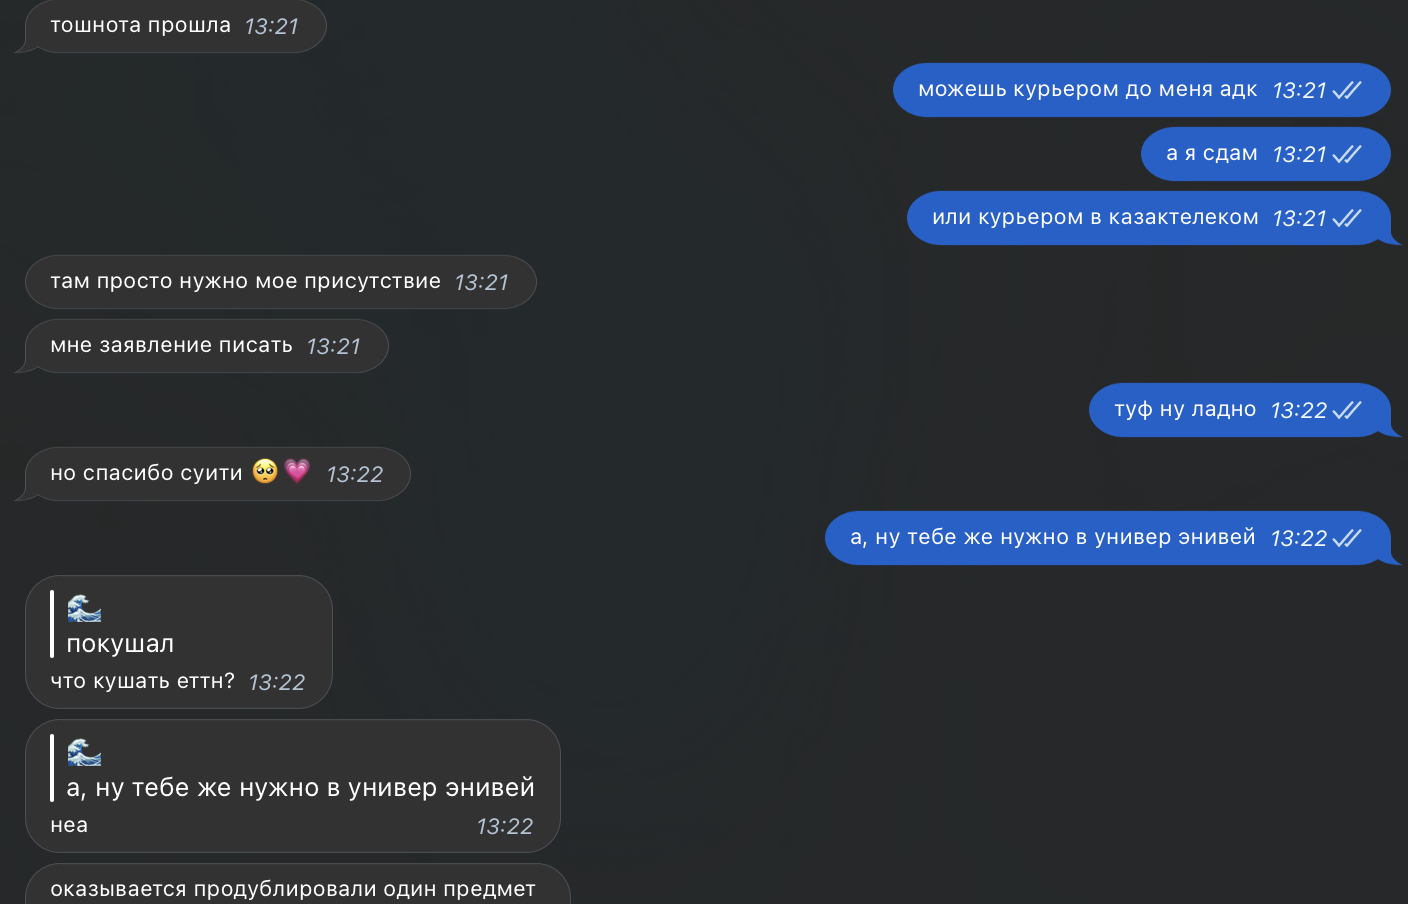 тошнота прошла 13:21
можешь курьером до меня адк 13:21
а я сдам 13:21
или курьером в казактелеком 13:21
там просто нужно мое присутствие 13:21
мне заявление писать 13:21
туф ну ладно 13:22
но спасибо суити 🥺💗 13:22
а, ну тебе же нужно в универ энивей 13:22
🌊
покушал
что кушать еттн? 13:22
🌊
а, ну тебе же нужно в универ энивей
неа 13:22
оказывается продублировали один предмет